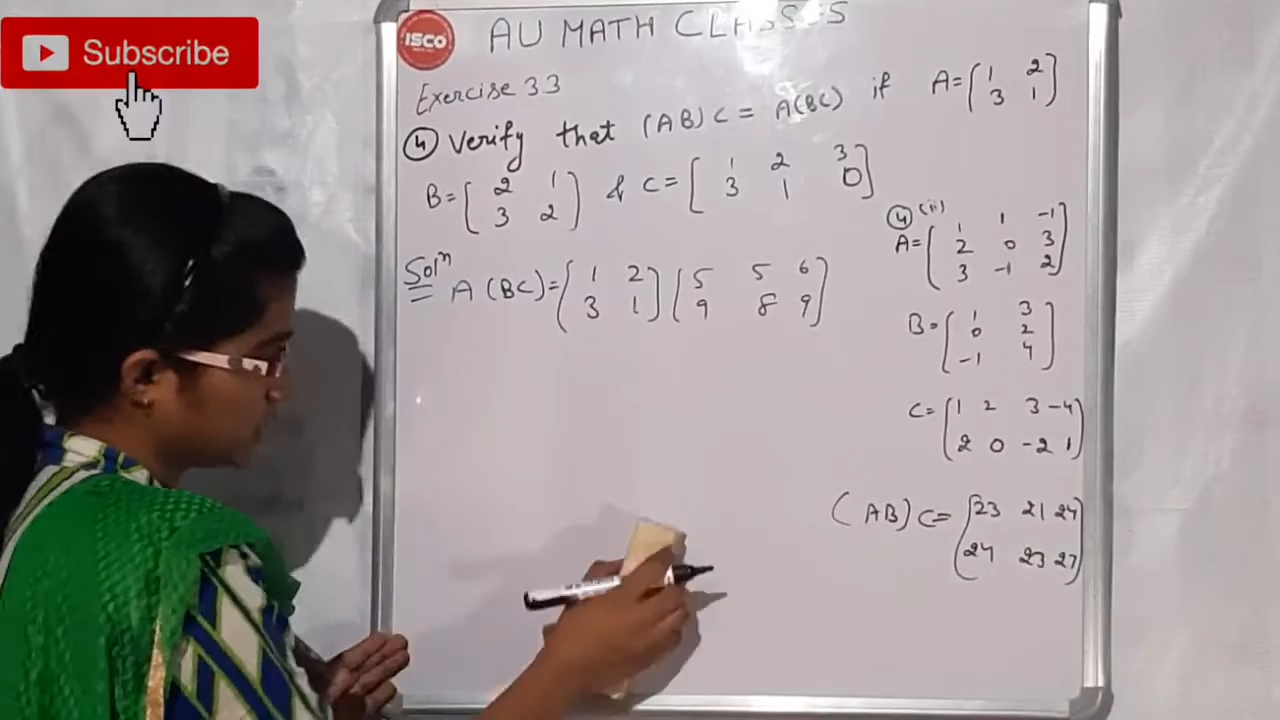 Subscribe
ISCO
AU MATH CLASSES
Exercise 33
④ Verify that (AB)C = A(BC) if A = [1 2
3 1]
B = [2 1
3 2] & C = [1 2 3
3 1 0]
Solⁿ A(BC) = [1 2
3 1] [5 5 6
9 8 9]
④ (ii)
A = [1 1 -1
2 0 3
3 -1 2]
B = [1 3
0 2
-1 4]
C = [1 2 3 -4
2 0 -2 1]
(AB)C = [23 21 24
24 23 27]